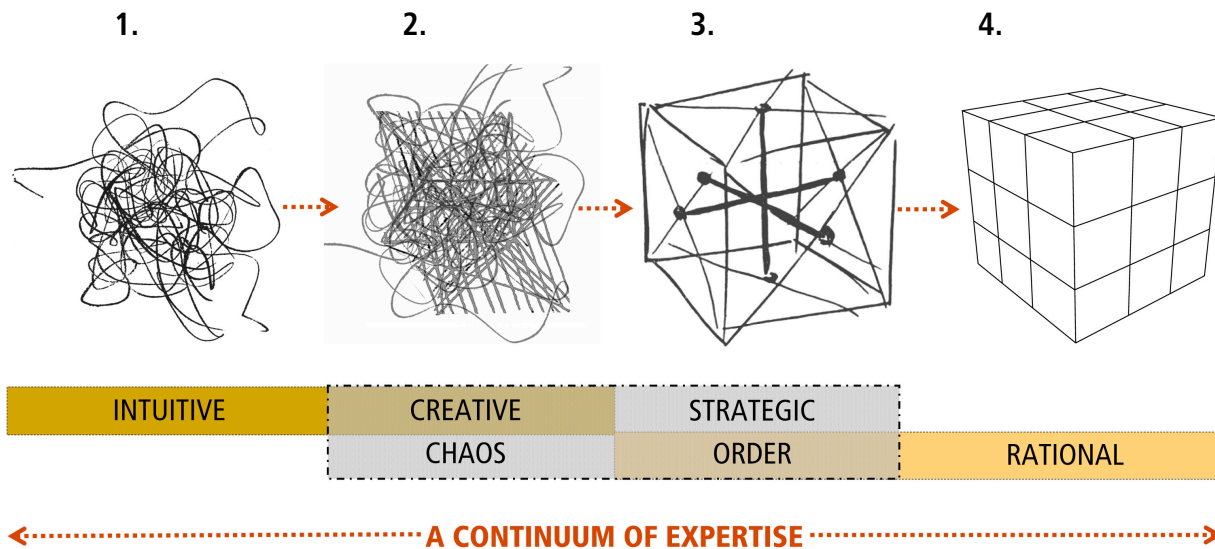 1. 2. 3. 4.
INTUITIVE CREATIVE STRATEGIC
CHAOS ORDER RATIONAL
A CONTINUUM OF EXPERTISE